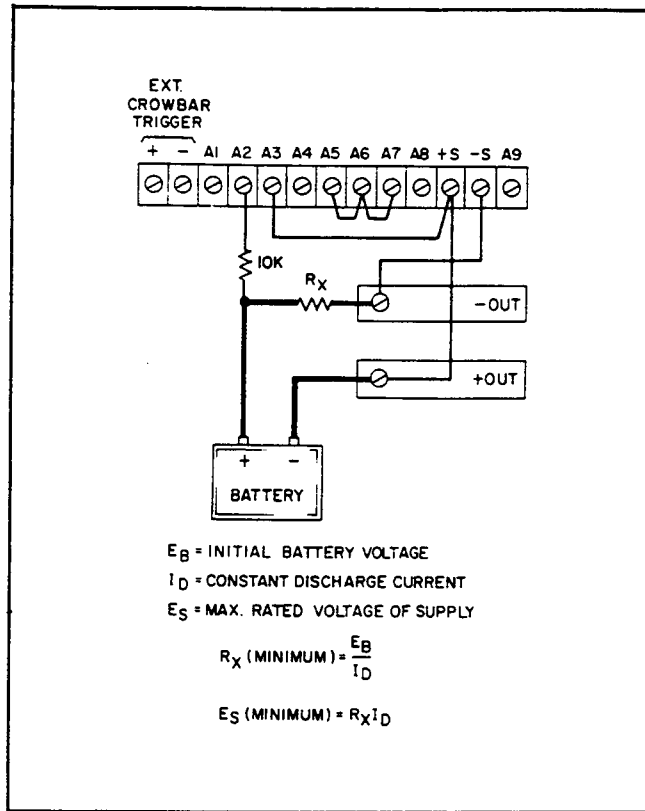 EXT.
CROWBAR
TRIGGER
+ - A1 A2 A3 A4 A5 A6 A7 A8 +S -S A9
10K
RX
-OUT
+OUT
+ -
BATTERY
EB = INITIAL BATTERY VOLTAGE
ID = CONSTANT DISCHARGE CURRENT
ES = MAX. RATED VOLTAGE OF SUPPLY
RX (MINIMUM) = EB
ID
ES (MINIMUM) = RXID